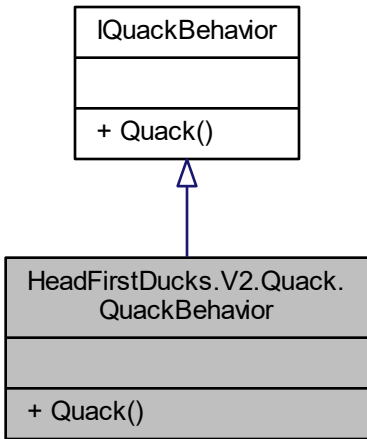 IQuackBehavior
+ Quack()
HeadFirstDucks.V2.Quack.
QuackBehavior
+ Quack()